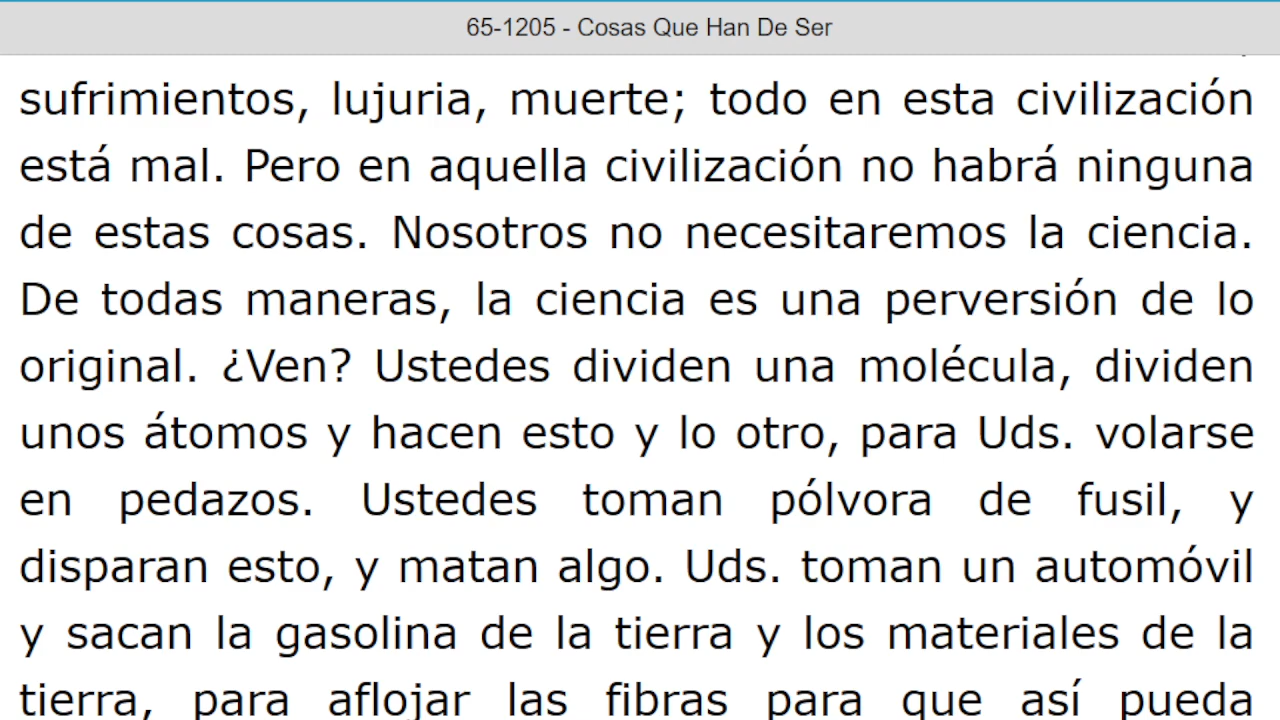 65-1205 - Cosas Que Han De Ser
sufrimientos, lujuria, muerte; todo en esta civilización
está mal. Pero en aquella civilización no habrá ninguna
de estas cosas. Nosotros no necesitaremos la ciencia.
De todas maneras, la ciencia es una perversión de lo
original. ¿Ven? Ustedes dividen una molécula, dividen
unos átomos y hacen esto y lo otro, para Uds. volarse
en pedazos. Ustedes toman pólvora de fusil, y
disparan esto, y matan algo. Uds. toman un automóvil
y sacan la gasolina de la tierra y los materiales de la
tierra, para aflojar las fibras para que así pueda